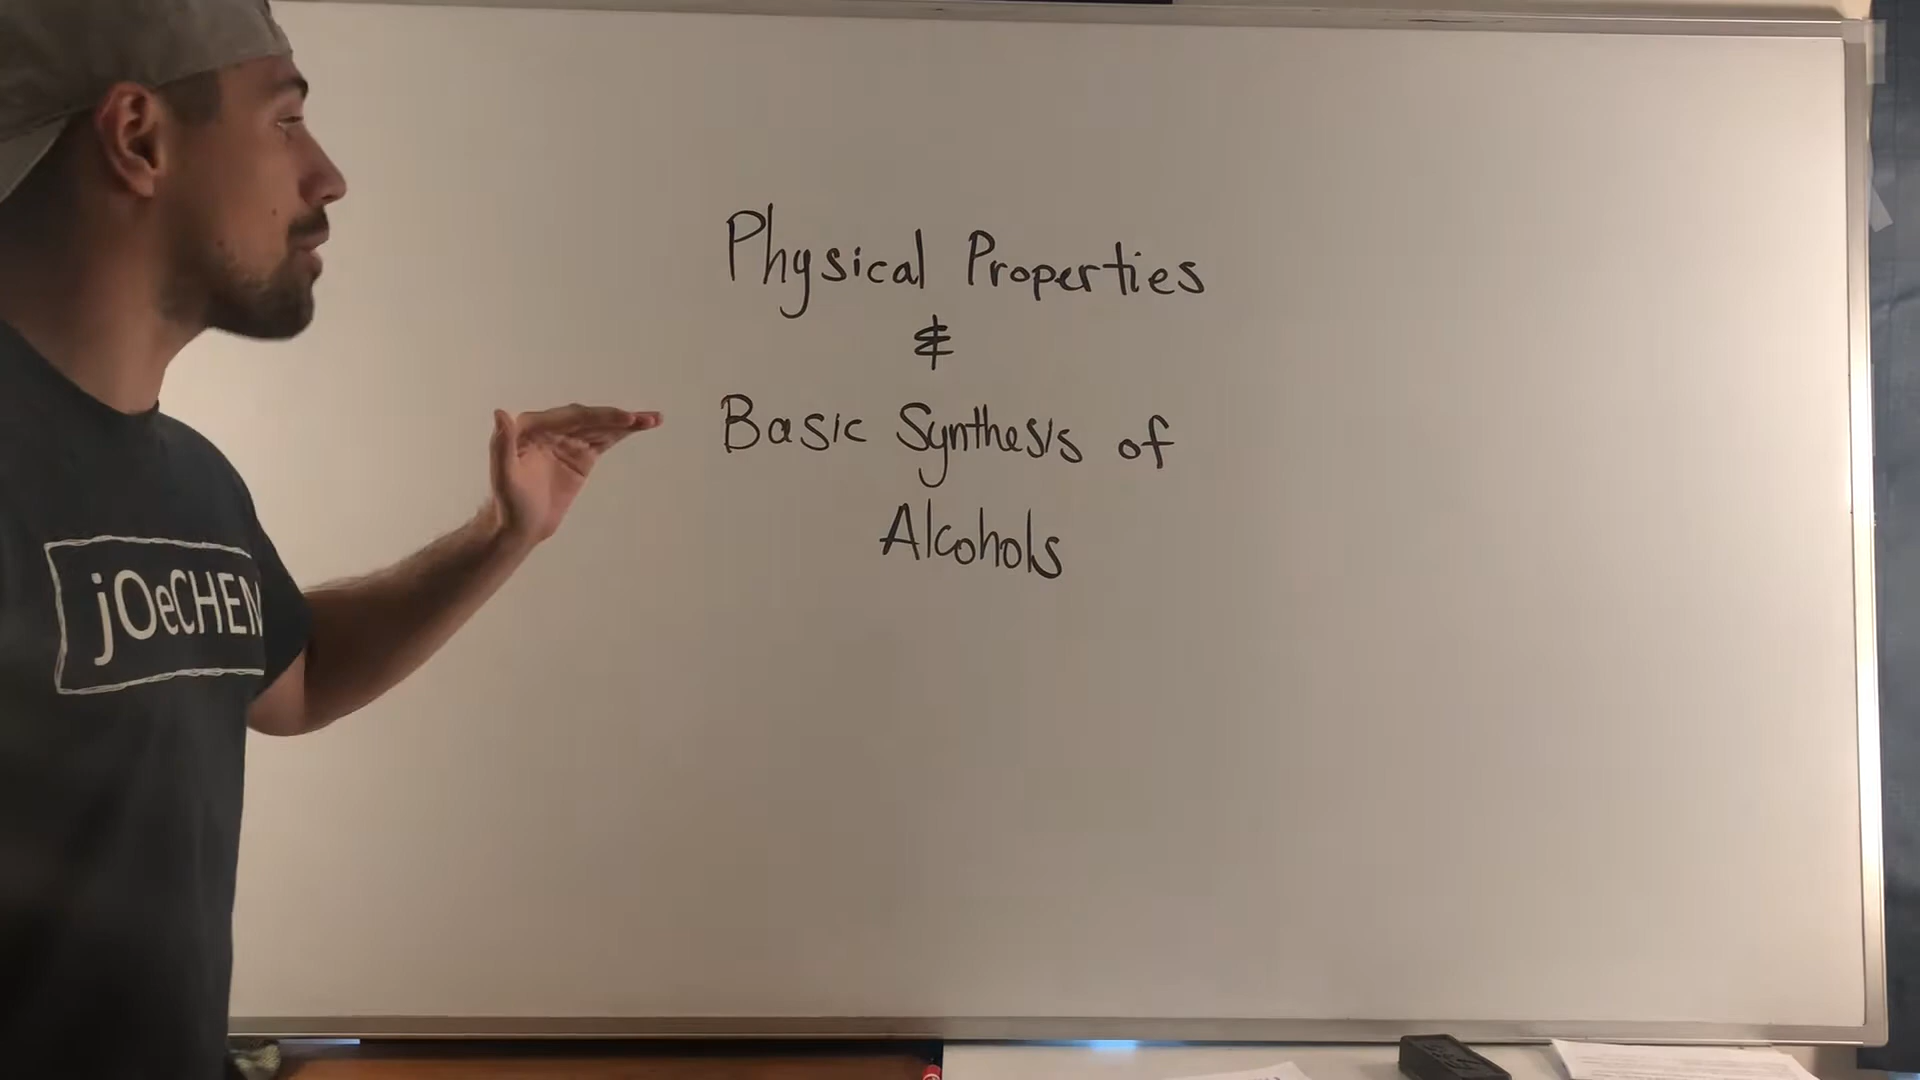 Physical Properties
&
Basic Synthesis of
Alcohols
jOeCHEM